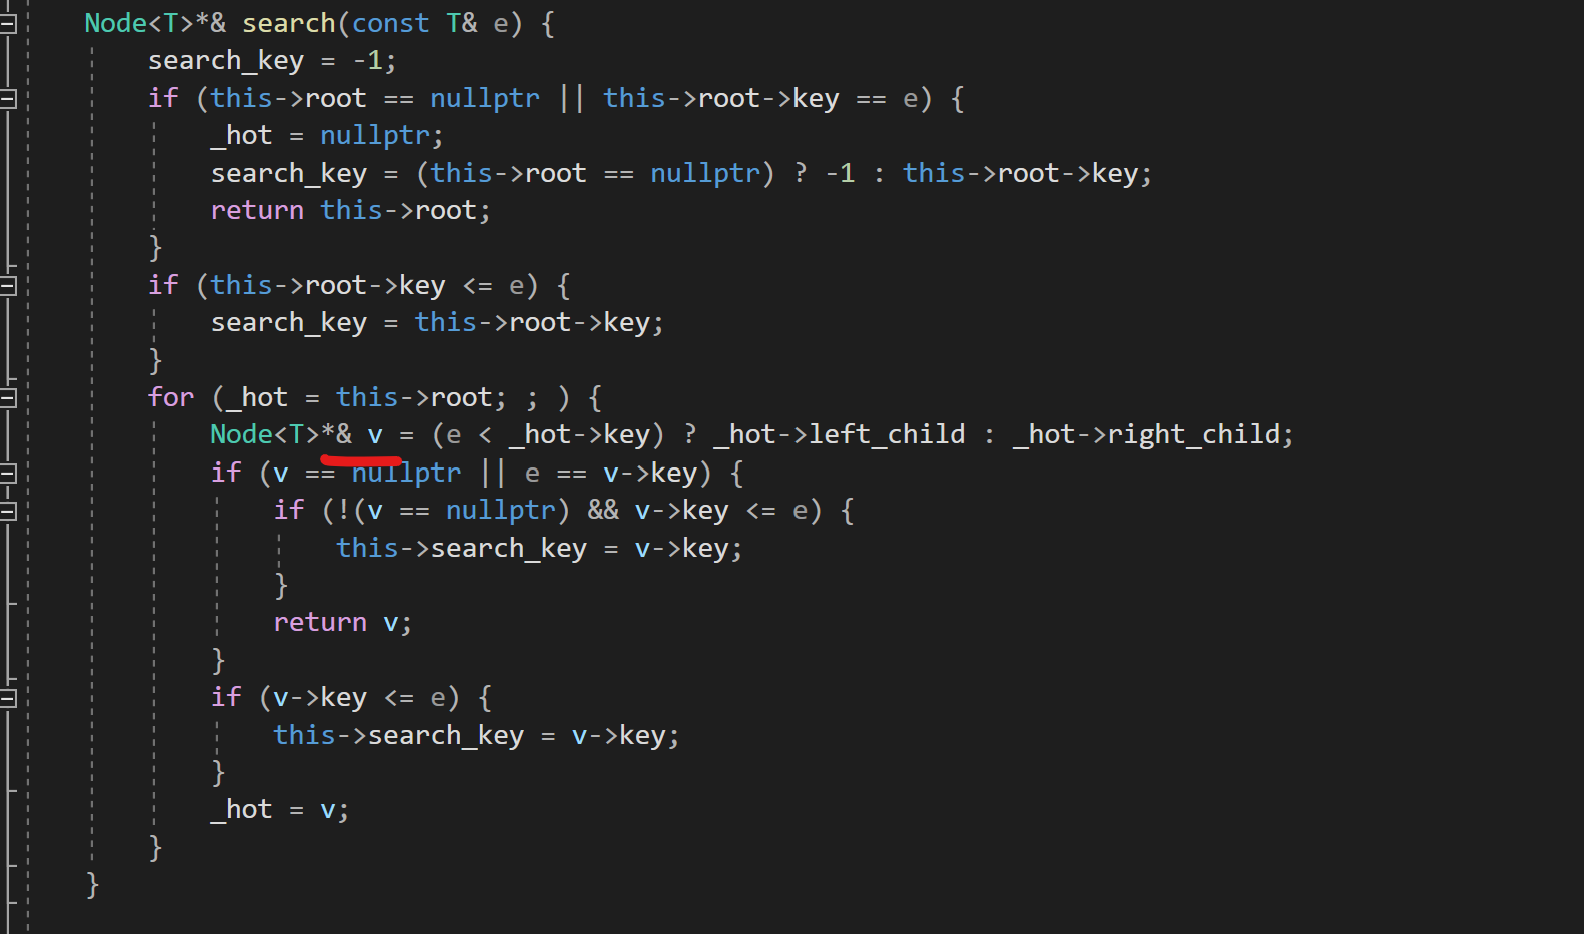 Node<T>*& search(const T& e) {
search_key = -1;
if (this->root == nullptr || this->root->key == e) {
_hot = nullptr;
search_key = (this->root == nullptr) ? -1 : this->root->key;
return this->root;
}
if (this->root->key <= e) {
search_key = this->root->key;
}
for (_hot = this->root; ; ) {
Node<T>*& v = (e < _hot->key) ? _hot->left_child : _hot->right_child;
if (v == nullptr || e == v->key) {
if (!(v == nullptr) && v->key <= e) {
this->search_key = v->key;
}
return v;
}
if (v->key <= e) {
this->search_key = v->key;
}
_hot = v;
}
}